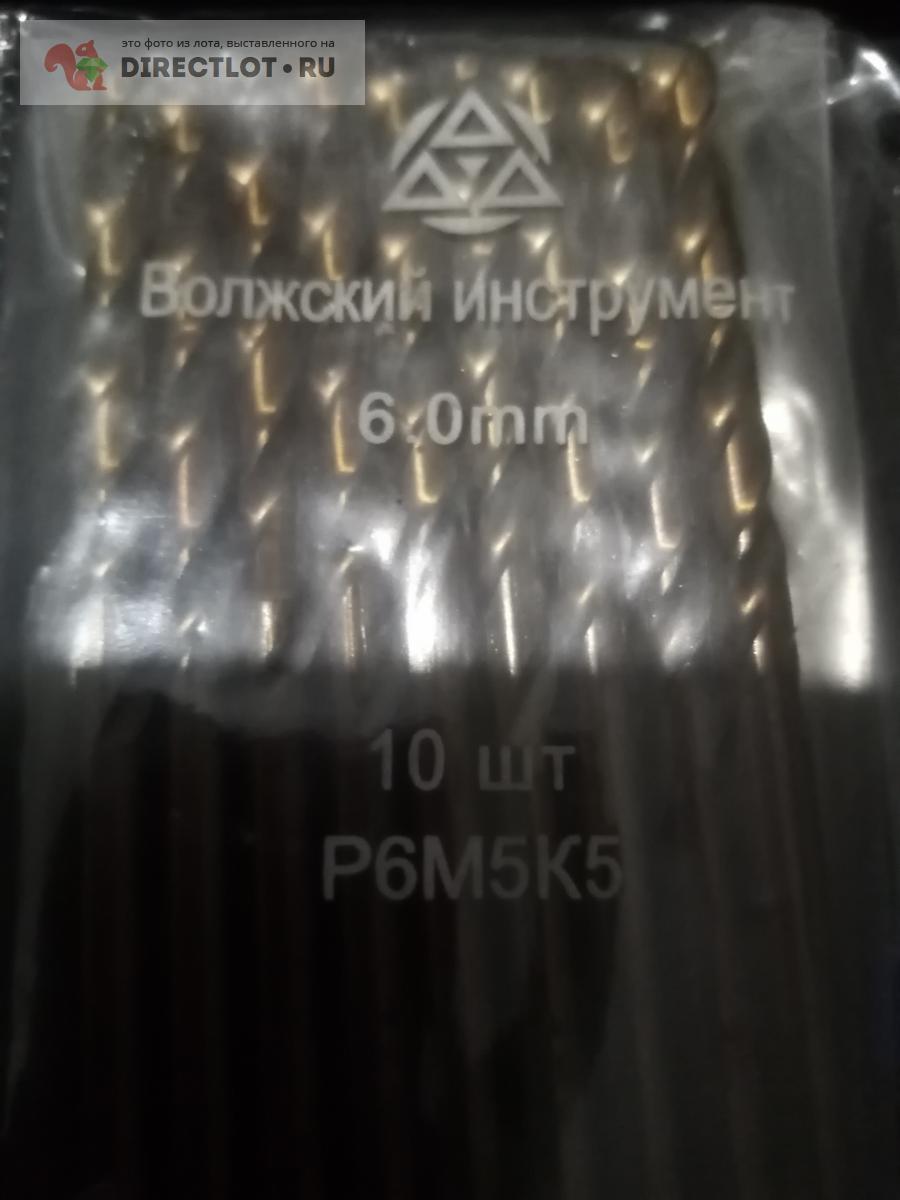 это фото из лота, выставленного на
DIRECTLOT•RU
Волжский инструмент
6.0mm
10 шт
Р6М5К5